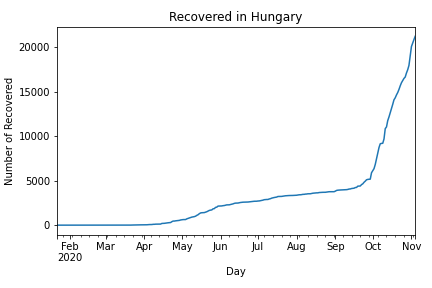 Recovered in Hungary
Number of Recovered
20000
15000
10000
5000
0
Feb Mar Apr May Jun Jul Aug Sep Oct Nov
2020
Day